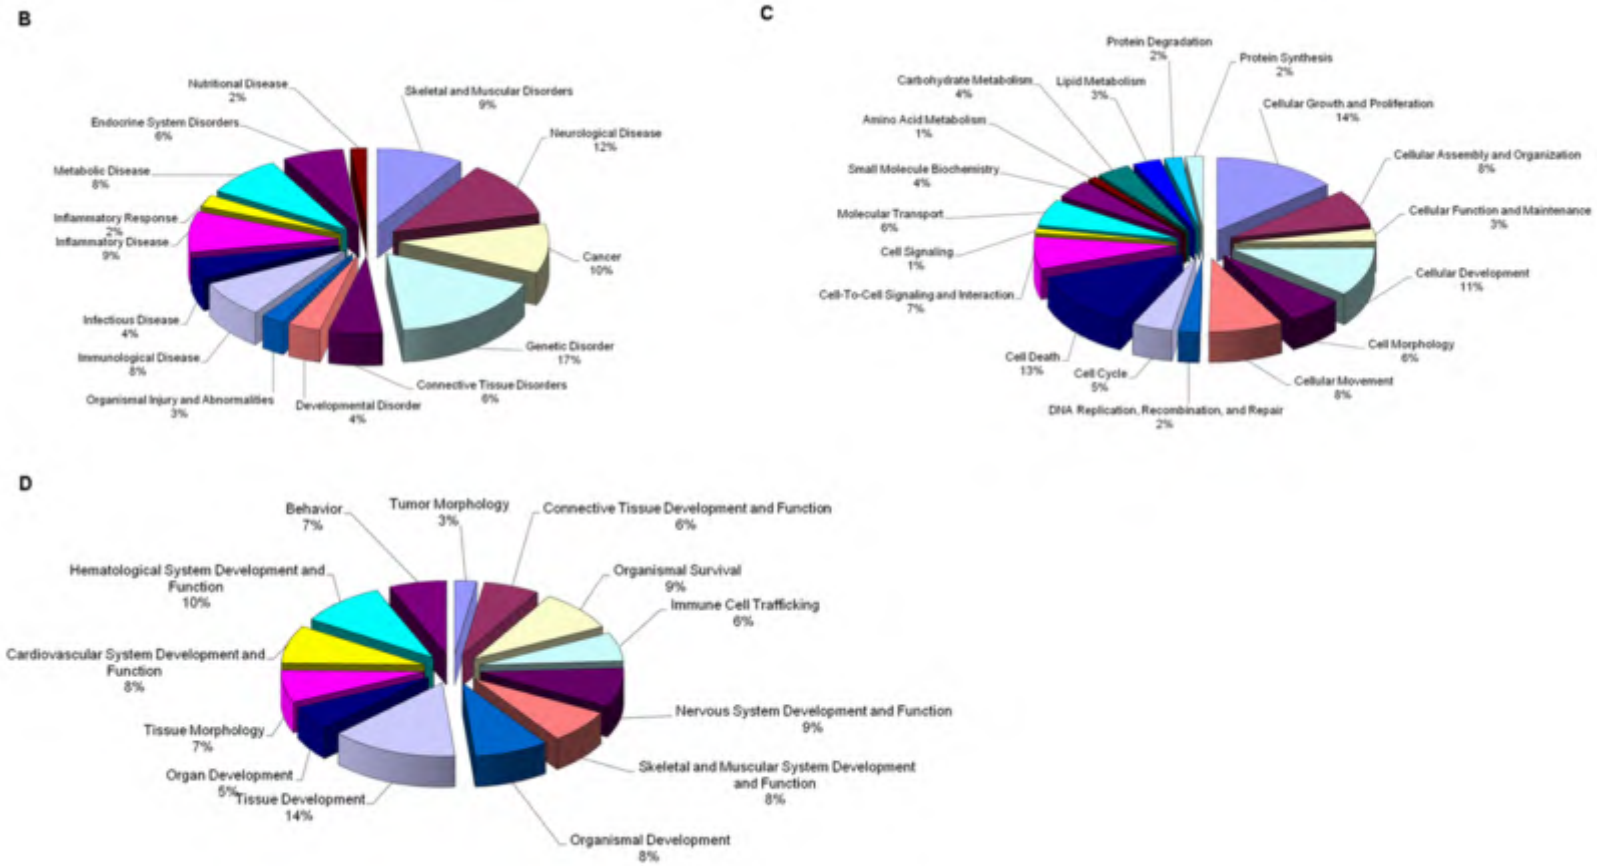 B
Nutritional Disease
2%
Skeletal and Muscular Disorders
9%
Endocrine System Disorders
6%
Neurological Disease
12%
Metabolic Disease
8%
Inflammatory Response
2%
Inflammatory Disease
9%
Cancer
10%
Infectious Disease
4%
Genetic Disorder
17%
Immunological Disease
8%
Connective Tissue Disorders
6%
Organismal Injury and Abnormalities
3%
Developmental Disorder
4%
C
Protein Degradation
2%
Protein Synthesis
2%
Carbohydrate Metabolism
4%
Lipid Metabolism
3%
Cellular Growth and Proliferation
14%
Amino Acid Metabolism
1%
Cellular Assembly and Organization
8%
Small Molecule Biochemistry
4%
Cellular Function and Maintenance
3%
Molecular Transport
6%
Cell Signaling
1%
Cellular Development
11%
Cell-To-Cell Signaling and Interaction
7%
Cell Morphology
6%
Cell Death
13%
Cell Cycle
5%
Cellular Movement
8%
DNA Replication, Recombination, and Repair
2%
D
Behavior
7%
Tumor Morphology
3%
Connective Tissue Development and Function
6%
Hematological System Development and
Function
10%
Organismal Survival
9%
Immune Cell Trafficking
6%
Cardiovascular System Development and
Function
8%
Nervous System Development and Function
9%
Tissue Morphology
7%
Skeletal and Muscular System Development
and Function
8%
Organ Development
5%
Tissue Development
14%
Organismal Development
8%